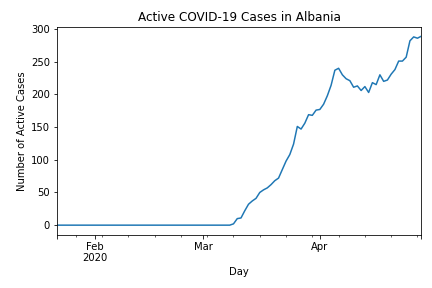 Active COVID-19 Cases in Albania
300
250
200
150
100
50
0
Number of Active Cases
Feb
2020
Mar
Apr
Day